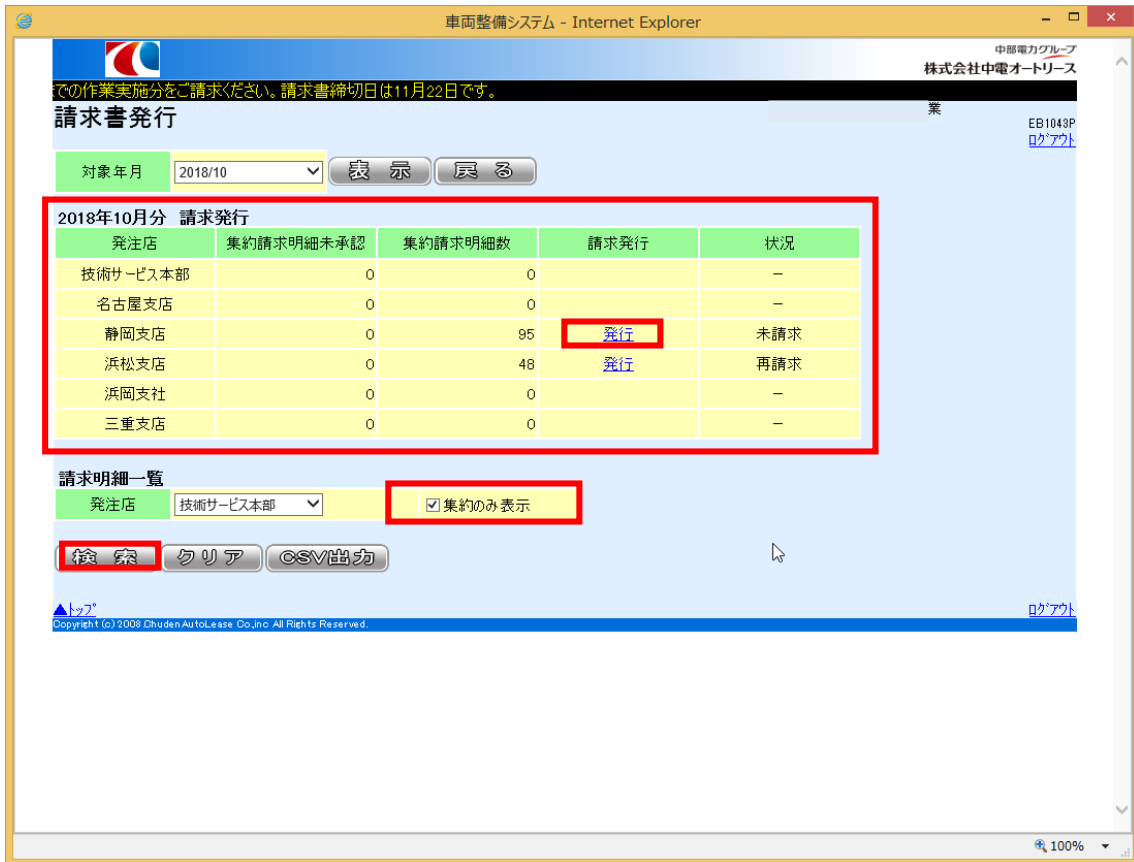 車両整備システム - Internet Explorer
中部電力グループ
株式会社中電オートリース
での作業実施分をご請求ください。請求書締切日は11月22日です。
請求書発行
業
EB1043P
ログアウト
対象年月 2018/10 表 示 戻 る
2018年10月分 請求発行
発注店 集約請求明細未承認 集約請求明細数 請求発行 状況
技術サービス本部 0 0 －
名古屋支店 0 0 －
静岡支店 0 95 発行 未請求
浜松支店 0 48 発行 再請求
浜岡支社 0 0 －
三重支店 0 0 －
請求明細一覧
発注店 技術サービス本部 集約のみ表示
検 索 クリア CSV出力
▲トップ ログアウト
Copyright (c) 2008 Chuden AutoLease Co.,inc All Rights Reserved.
100%